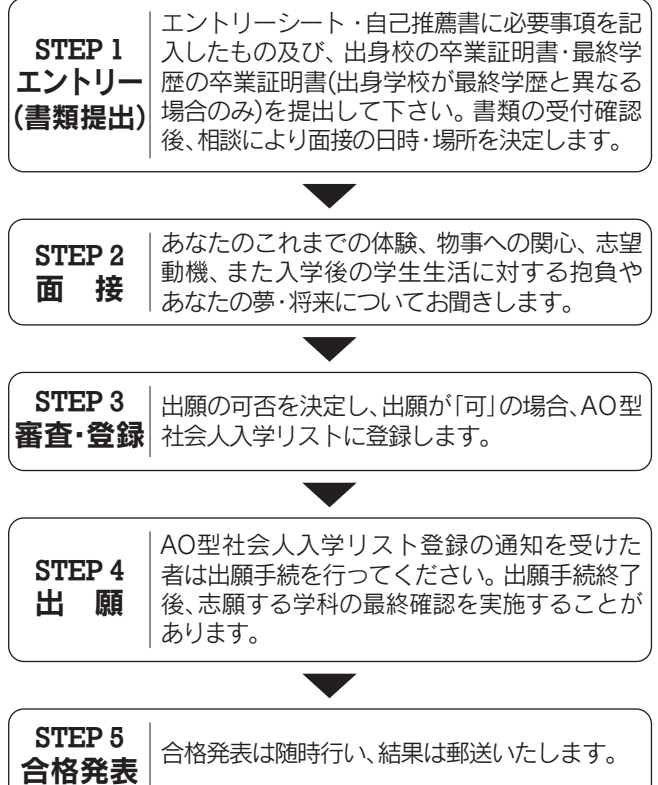 STEP 1
エントリー
(書類提出)
エントリーシート・自己推薦書に必要事項を記
入したもの及び、出身校の卒業証明書・最終学
歴の卒業証明書(出身学校が最終学歴と異なる
場合のみ)を提出して下さい。書類の受付確認
後、相談により面接の日時・場所を決定します。
STEP 2
面 接
あなたのこれまでの体験、物事への関心、志望
動機、また入学後の学生生活に対する抱負や
あなたの夢・将来についてお聞きします。
STEP 3
審査・登録
出願の可否を決定し、出願が「可」の場合、AO型
社会人入学リストに登録します。
STEP 4
出 願
AO型社会人入学リスト登録の通知を受けた
者は出願手続を行ってください。出願手続終了
後、志願する学科の最終確認を実施することが
あります。
STEP 5
合格発表
合格発表は随時行い、結果は郵送いたします。